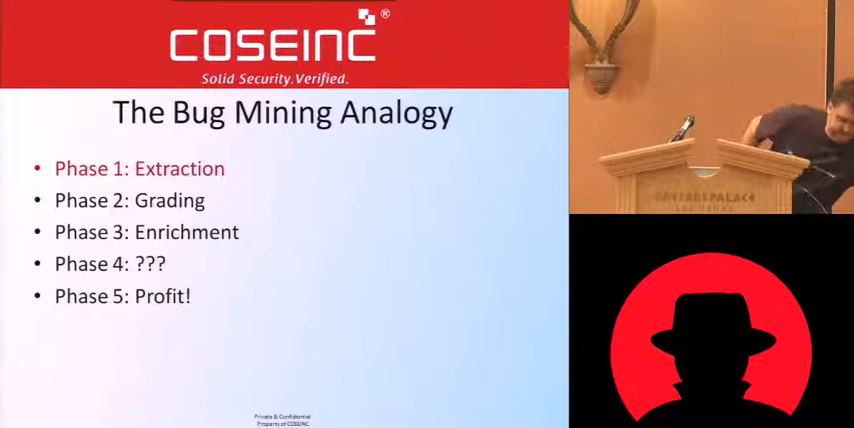 COSEINC®
Solid Security.Verified.
The Bug Mining Analogy
• Phase 1: Extraction
• Phase 2: Grading
• Phase 3: Enrichment
• Phase 4: ???
• Phase 5: Profit!
Private & Confidential
Property of COSEINC
CAESARS PALACE
LAS VEGAS